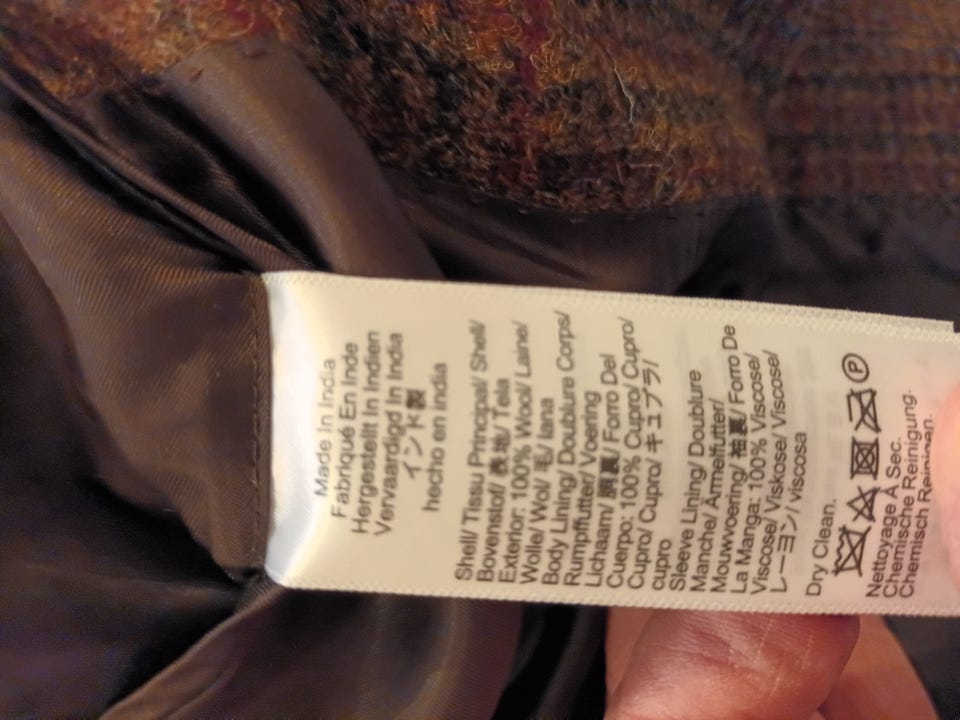 Made In India
Fabriqué En Inde
Hergestellt In Indien
Vervaardigd In India
インド製
hecho en india
Shell/ Tissu Principal/ Shell/
Bovenstof/ 表地/ Tela
Exterior: 100% Wool/ Laine/
Wolle/ Wol/ 毛/ lana
Body Lining/ Doublure Corps/
Rumpffutter/ Voering
Lichaam/ 胴裏/ Forro Del
Cuerpo: 100% Cupro/ Cupro/
Cupro/ Cupro/ キュプラ/
cupro
Sleeve Lining/ Doublure
Manche/ Ärmelfutter/
Mouwvoering/ 袖裏/ Forro De
La Manga: 100% Viscose/
Viscose/ Viskose/ Viscose/
レーヨン/ viscosa
Dry Clean.
P
Nettoyage À Sec.
Chemische Reinigung.
Chemisch Reinigen.